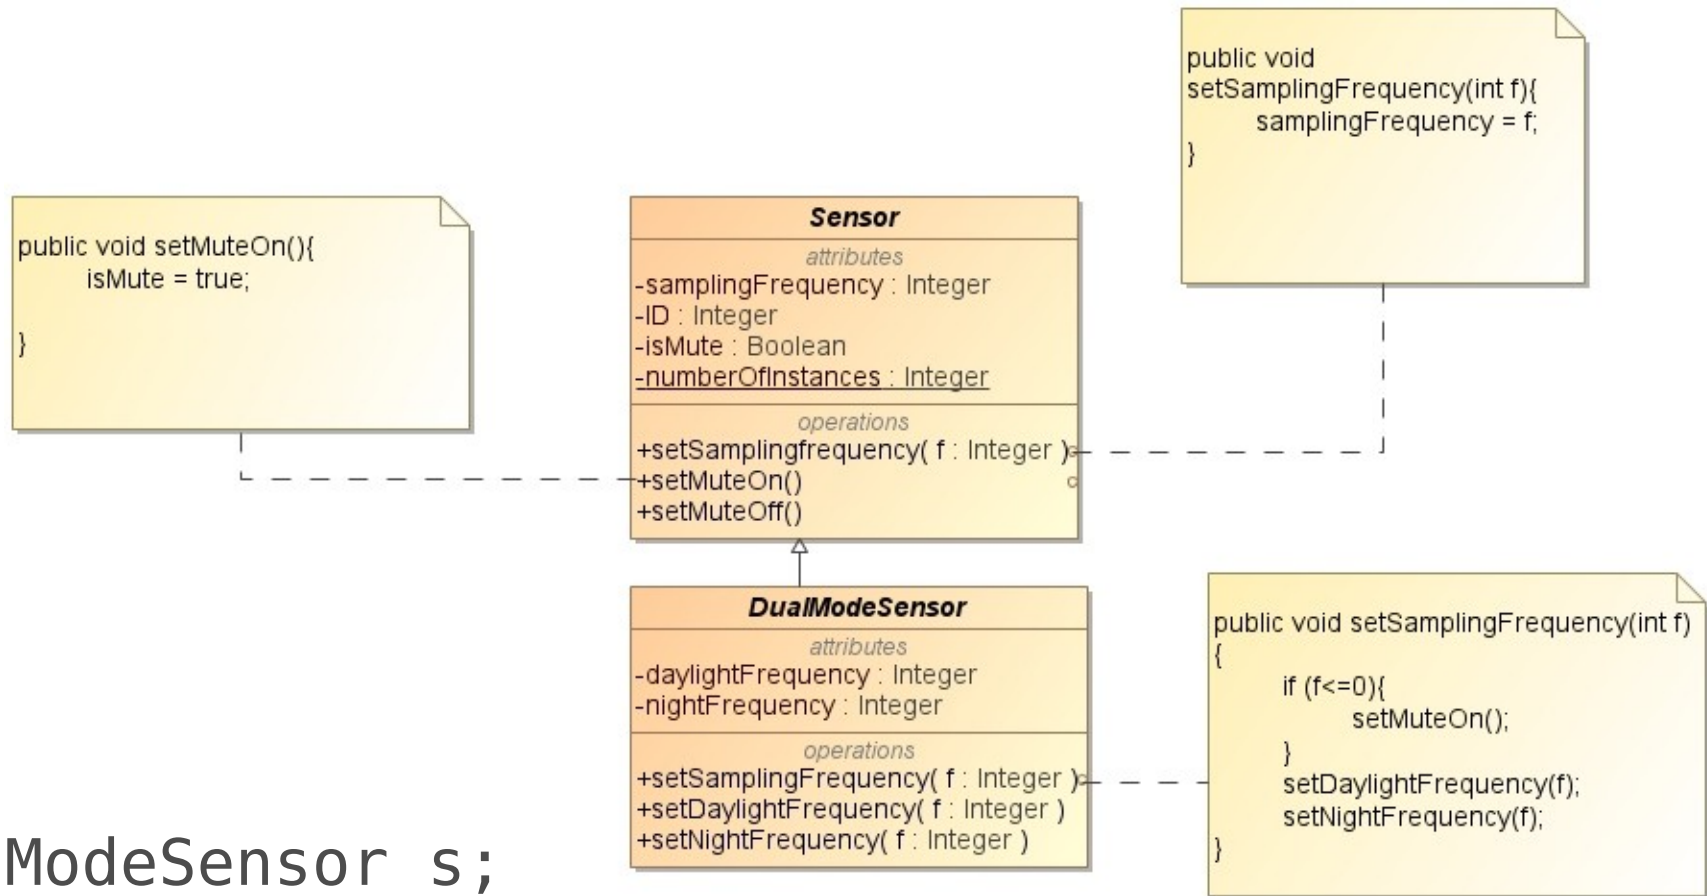 public void
setSamplingFrequency(int f){
samplingFrequency = f;
}
public void setMuteOn(){
isMute = true;
}
Sensor
attributes
-samplingFrequency : Integer
-ID : Integer
-isMute : Boolean
-numberOfInstances : Integer
operations
+setSamplingfrequency( f : Integer )
+setMuteOn()
+setMuteOff()
DualModeSensor
attributes
-daylightFrequency : Integer
-nightFrequency : Integer
operations
+setSamplingFrequency( f : Integer )
+setDaylightFrequency( f : Integer )
+setNightFrequency( f : Integer )
public void setSamplingFrequency(int f)
{
if (f<=0){
setMuteOn();
}
setDaylightFrequency(f);
setNightFrequency(f);
}
ModeSensor s;